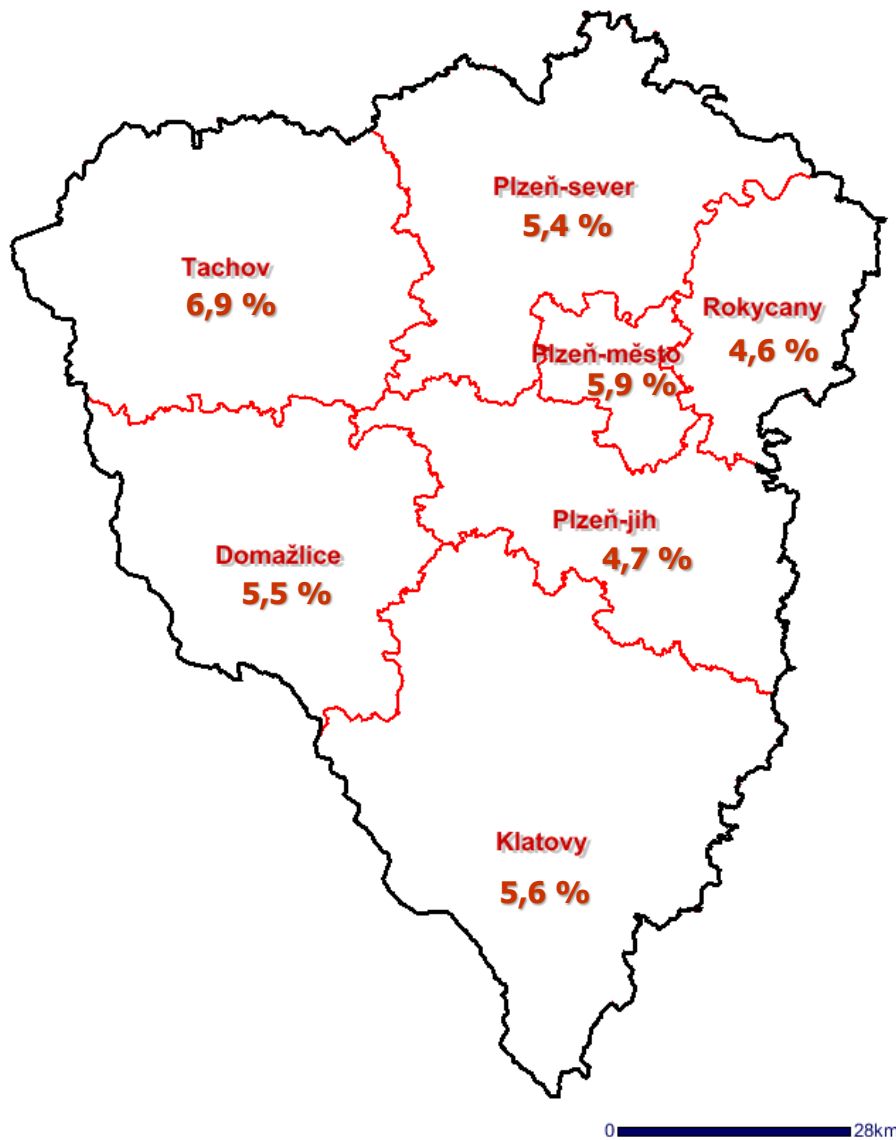 Plzeň-sever
5,4 %
Tachov
6,9 %
Rokycany
4,6 %
Plzeň-město
5,9 %
Plzeň-jih
4,7 %
Domažlice
5,5 %
Klatovy
5,6 %
0 28km